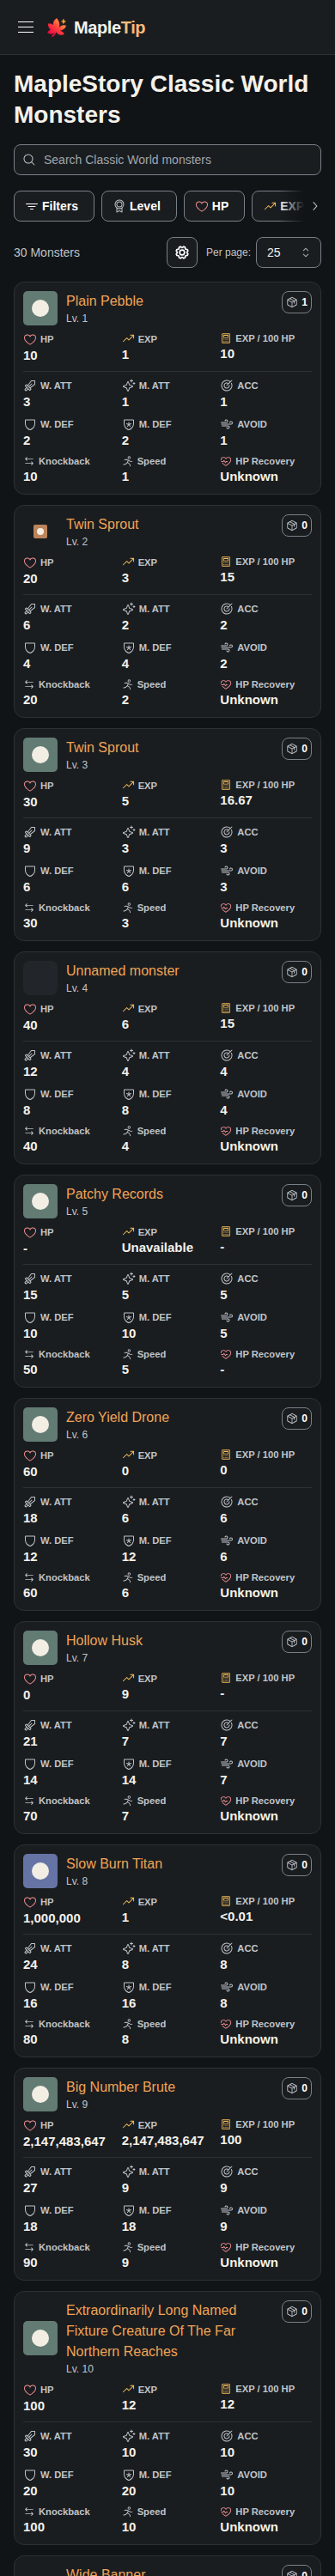 MapleTip
MapleStory Classic World
Monsters
Search Classic World monsters
Filters Level HP EXP
30 Monsters Per page: 25
Plain Pebble 1
Lv. 1
HP EXP EXP / 100 HP
10 1 10
W. ATT M. ATT ACC
3 1 1
W. DEF M. DEF AVOID
2 2 1
Knockback Speed HP Recovery
10 1 Unknown
Twin Sprout 0
Lv. 2
HP EXP EXP / 100 HP
20 3 15
W. ATT M. ATT ACC
6 2 2
W. DEF M. DEF AVOID
4 4 2
Knockback Speed HP Recovery
20 2 Unknown
Twin Sprout 0
Lv. 3
HP EXP EXP / 100 HP
30 5 16.67
W. ATT M. ATT ACC
9 3 3
W. DEF M. DEF AVOID
6 6 3
Knockback Speed HP Recovery
30 3 Unknown
Unnamed monster 0
Lv. 4
HP EXP EXP / 100 HP
40 6 15
W. ATT M. ATT ACC
12 4 4
W. DEF M. DEF AVOID
8 8 4
Knockback Speed HP Recovery
40 4 Unknown
Patchy Records 0
Lv. 5
HP EXP EXP / 100 HP
- Unavailable -
W. ATT M. ATT ACC
15 5 5
W. DEF M. DEF AVOID
10 10 5
Knockback Speed HP Recovery
50 5 -
Zero Yield Drone 0
Lv. 6
HP EXP EXP / 100 HP
60 0 0
W. ATT M. ATT ACC
18 6 6
W. DEF M. DEF AVOID
12 12 6
Knockback Speed HP Recovery
60 6 Unknown
Hollow Husk 0
Lv. 7
HP EXP EXP / 100 HP
0 9 -
W. ATT M. ATT ACC
21 7 7
W. DEF M. DEF AVOID
14 14 7
Knockback Speed HP Recovery
70 7 Unknown
Slow Burn Titan 0
Lv. 8
HP EXP EXP / 100 HP
1,000,000 1 <0.01
W. ATT M. ATT ACC
24 8 8
W. DEF M. DEF AVOID
16 16 8
Knockback Speed HP Recovery
80 8 Unknown
Big Number Brute 0
Lv. 9
HP EXP EXP / 100 HP
2,147,483,647 2,147,483,647 100
W. ATT M. ATT ACC
27 9 9
W. DEF M. DEF AVOID
18 18 9
Knockback Speed HP Recovery
90 9 Unknown
Extraordinarily Long Named 0
Fixture Creature Of The Far
Northern Reaches
Lv. 10
HP EXP EXP / 100 HP
100 12 12
W. ATT M. ATT ACC
30 10 10
W. DEF M. DEF AVOID
20 20 10
Knockback Speed HP Recovery
100 10 Unknown
Wide Banner 0